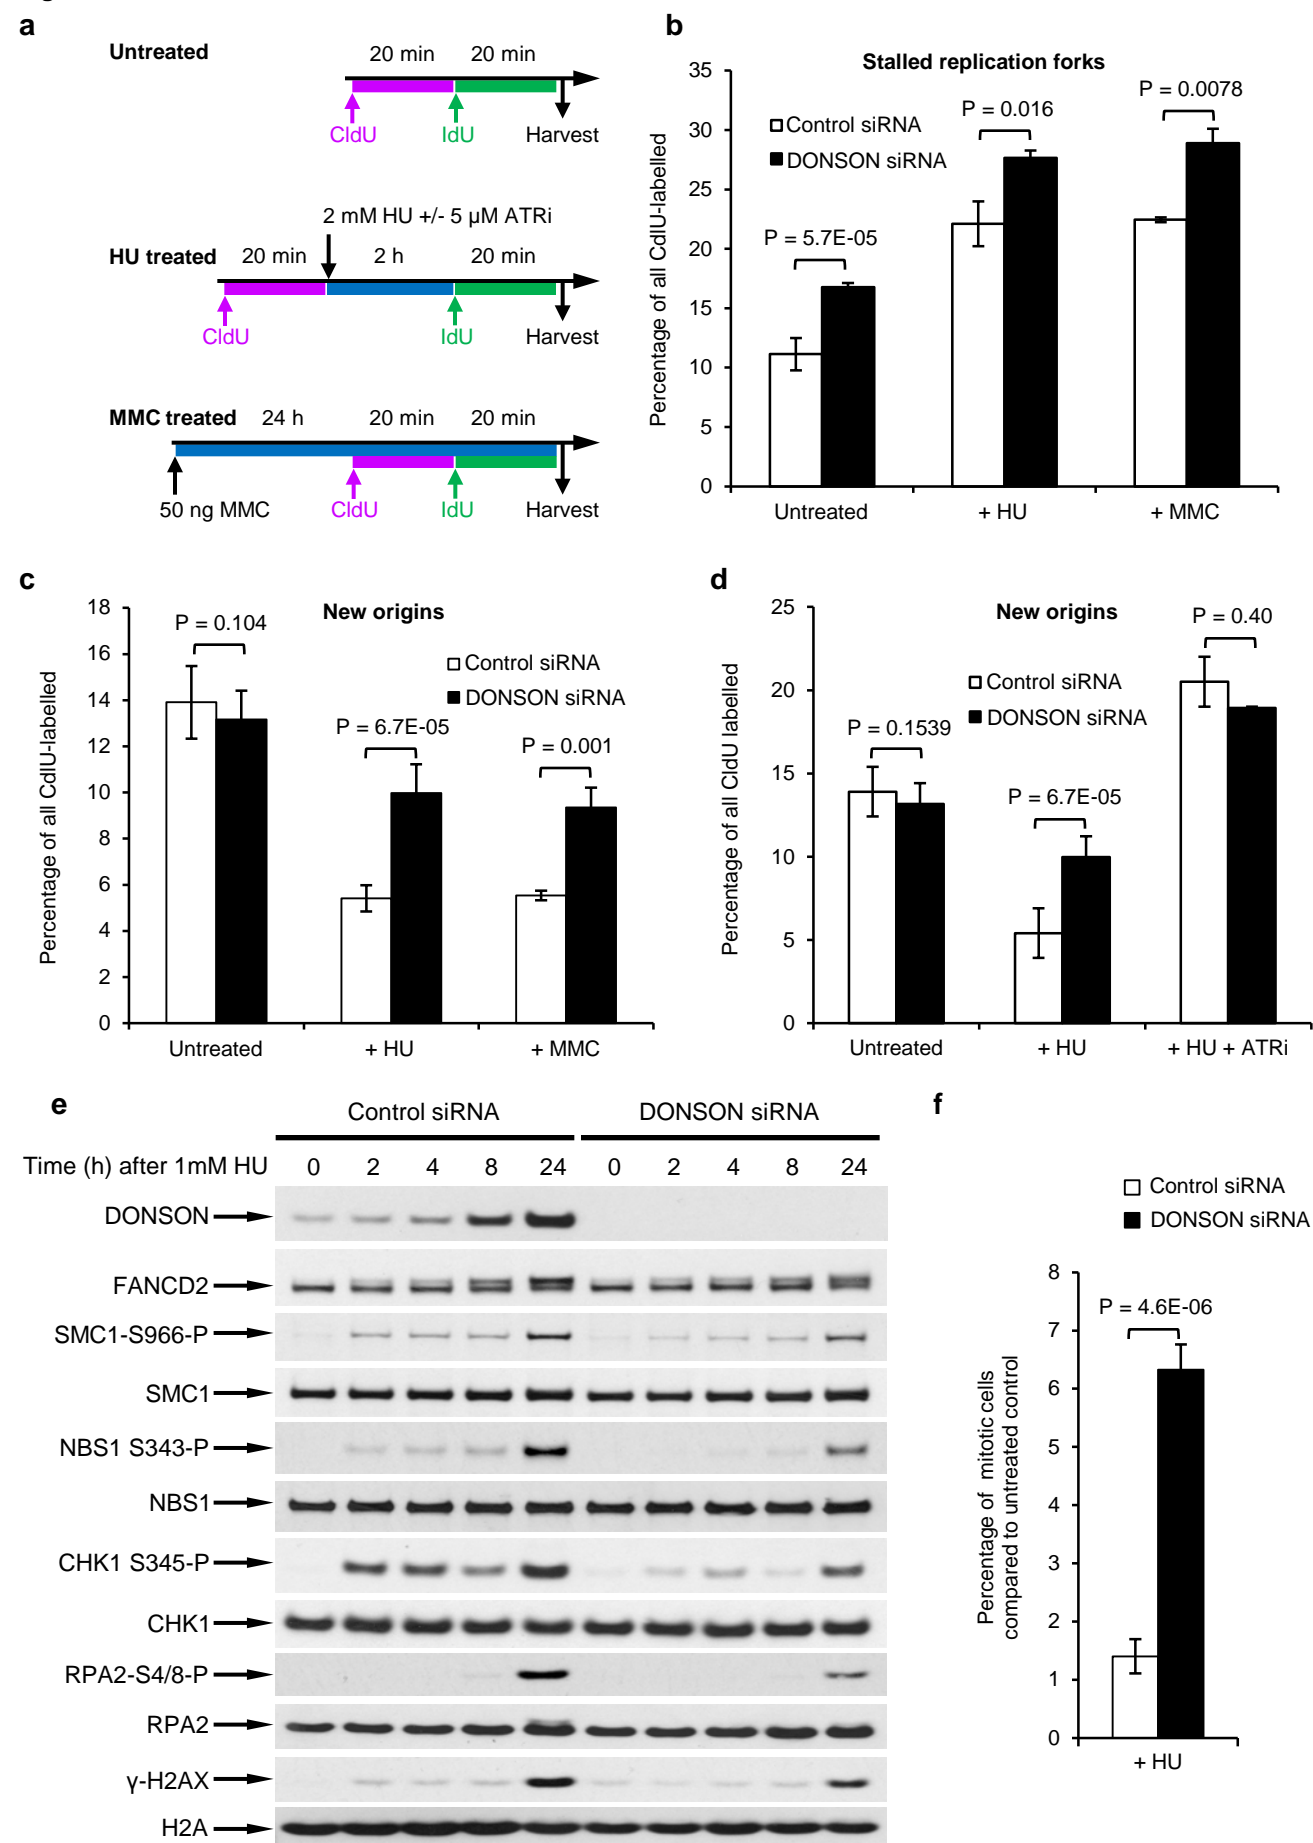 a
Untreated
20 min
20 min
CldU
IdU
Harvest
2 mM HU +/- 5 µM ATRi
HU treated
20 min
2 h
20 min
CldU
IdU
Harvest
MMC treated
24 h
20 min
20 min
50 ng MMC
CldU
IdU
Harvest
b
Stalled replication forks
Percentage of all CdlU-labelled
35
30
25
20
15
10
5
0
Control siRNA
DONSON siRNA
P = 5.7E-05
P = 0.016
P = 0.0078
Untreated
+ HU
+ MMC
c
New origins
Percentage of all CdlU-labelled
18
16
14
12
10
8
6
4
2
0
P = 0.104
Control siRNA
DONSON siRNA
P = 6.7E-05
P = 0.001
Untreated
+ HU
+ MMC
d
New origins
Percentage of all CldU labelled
25
20
15
10
5
0
P = 0.40
Control siRNA
DONSON siRNA
P = 0.1539
P = 6.7E-05
Untreated
+ HU
+ HU + ATRi
e
Control siRNA
DONSON siRNA
Time (h) after 1mM HU
0 2 4 8 24 0 2 4 8 24
DONSON
FANCD2
SMC1-S966-P
SMC1
NBS1 S343-P
NBS1
CHK1 S345-P
CHK1
RPA2-S4/8-P
RPA2
γ-H2AX
H2A
f
Control siRNA
DONSON siRNA
Percentage of mitotic cells
compared to untreated control
8
7
6
5
4
3
2
1
0
P = 4.6E-06
+ HU